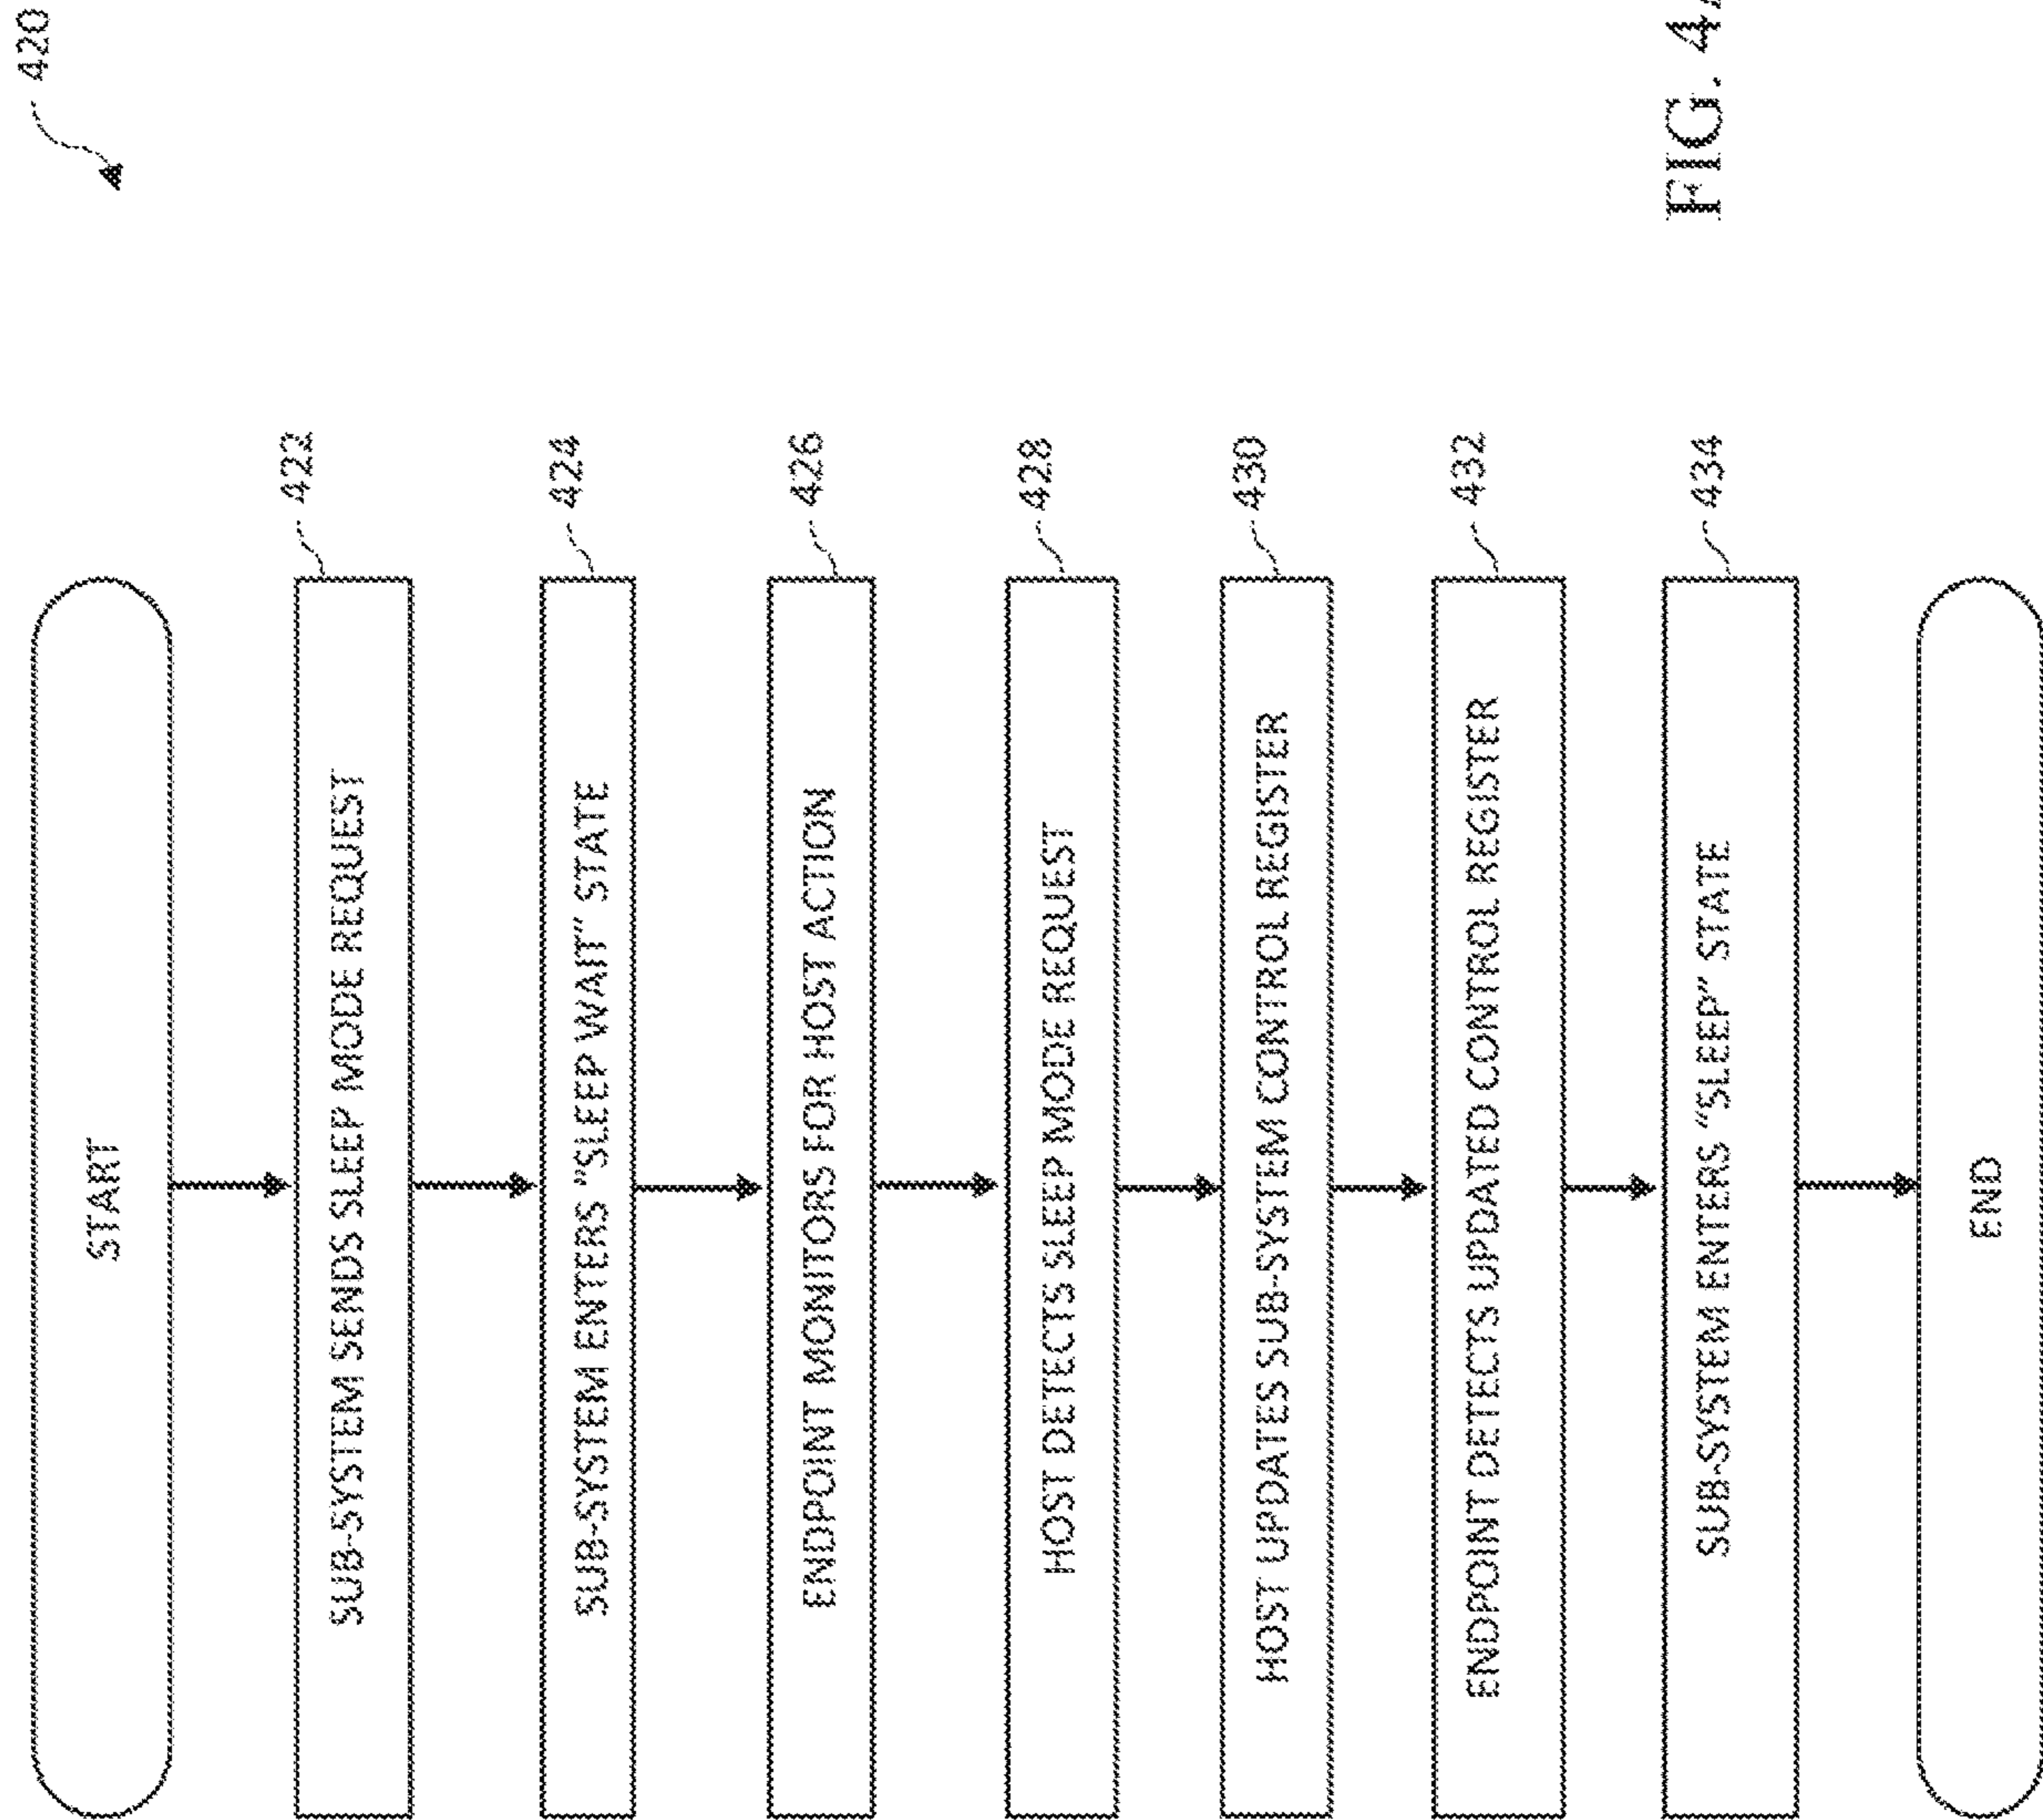 420
START
SUB-SYSTEM SENDS SLEEP MODE REQUEST
422
SUB-SYSTEM ENTERS "SLEEP WAIT" STATE
424
ENDPOINT MONITORS FOR HOST ACTION
426
HOST DETECTS SLEEP MODE REQUEST
428
HOST UPDATES SUB-SYSTEM CONTROL REGISTER
430
ENDPOINT DETECTS UPDATED CONTROL REGISTER
432
SUB-SYSTEM ENTERS "SLEEP" STATE
434
END
FIG.